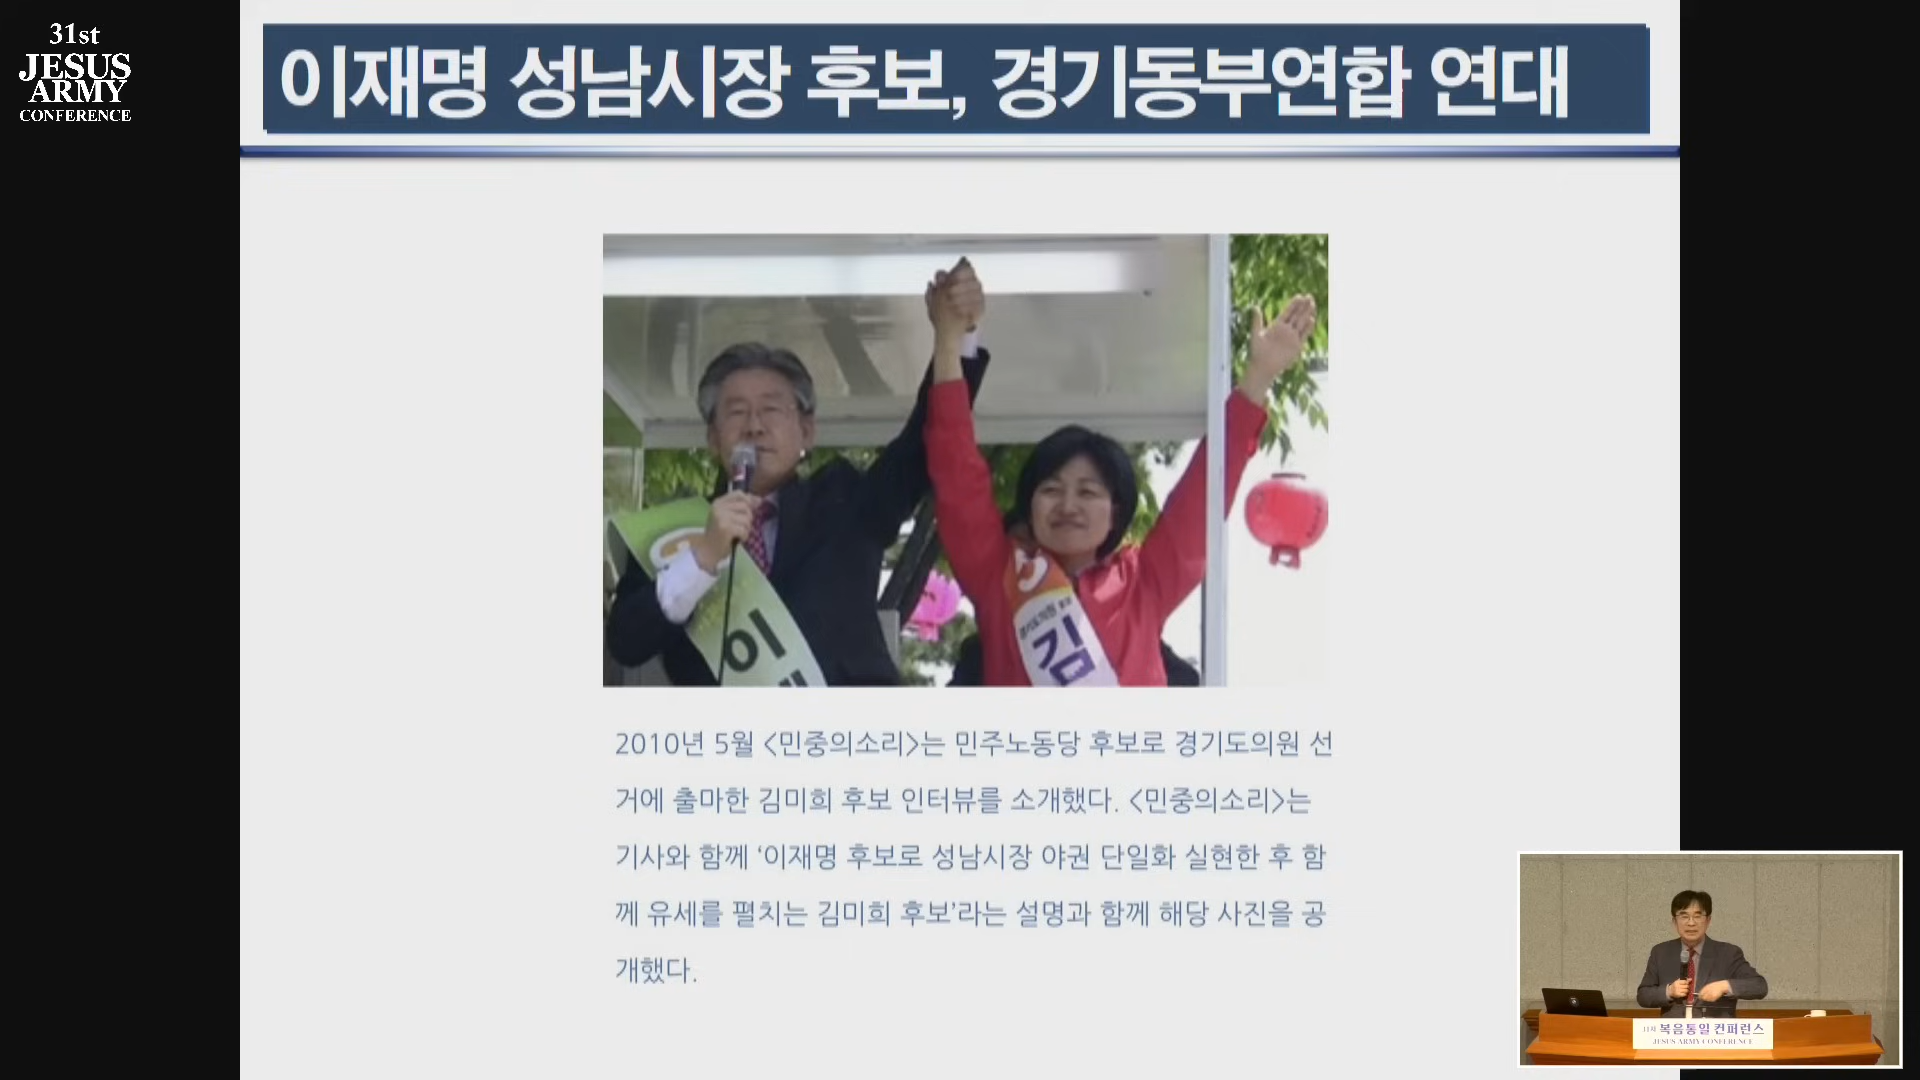 31st
JESUS
ARMY
CONFERENCE
이재명 성남시장 후보, 경기동부연합 연대
이
김
2010년 5월 <민중의소리>는 민주노동당 후보로 경기도의원 선
거에 출마한 김미희 후보 인터뷰를 소개했다. <민중의소리>는
기사와 함께 ‘이재명 후보로 성남시장 야권 단일화 실현한 후 함
께 유세를 펼치는 김미희 후보’라는 설명과 함께 해당 사진을 공
개했다.
복음통일 컨퍼런스
JESUS ARMY CONFERENCE